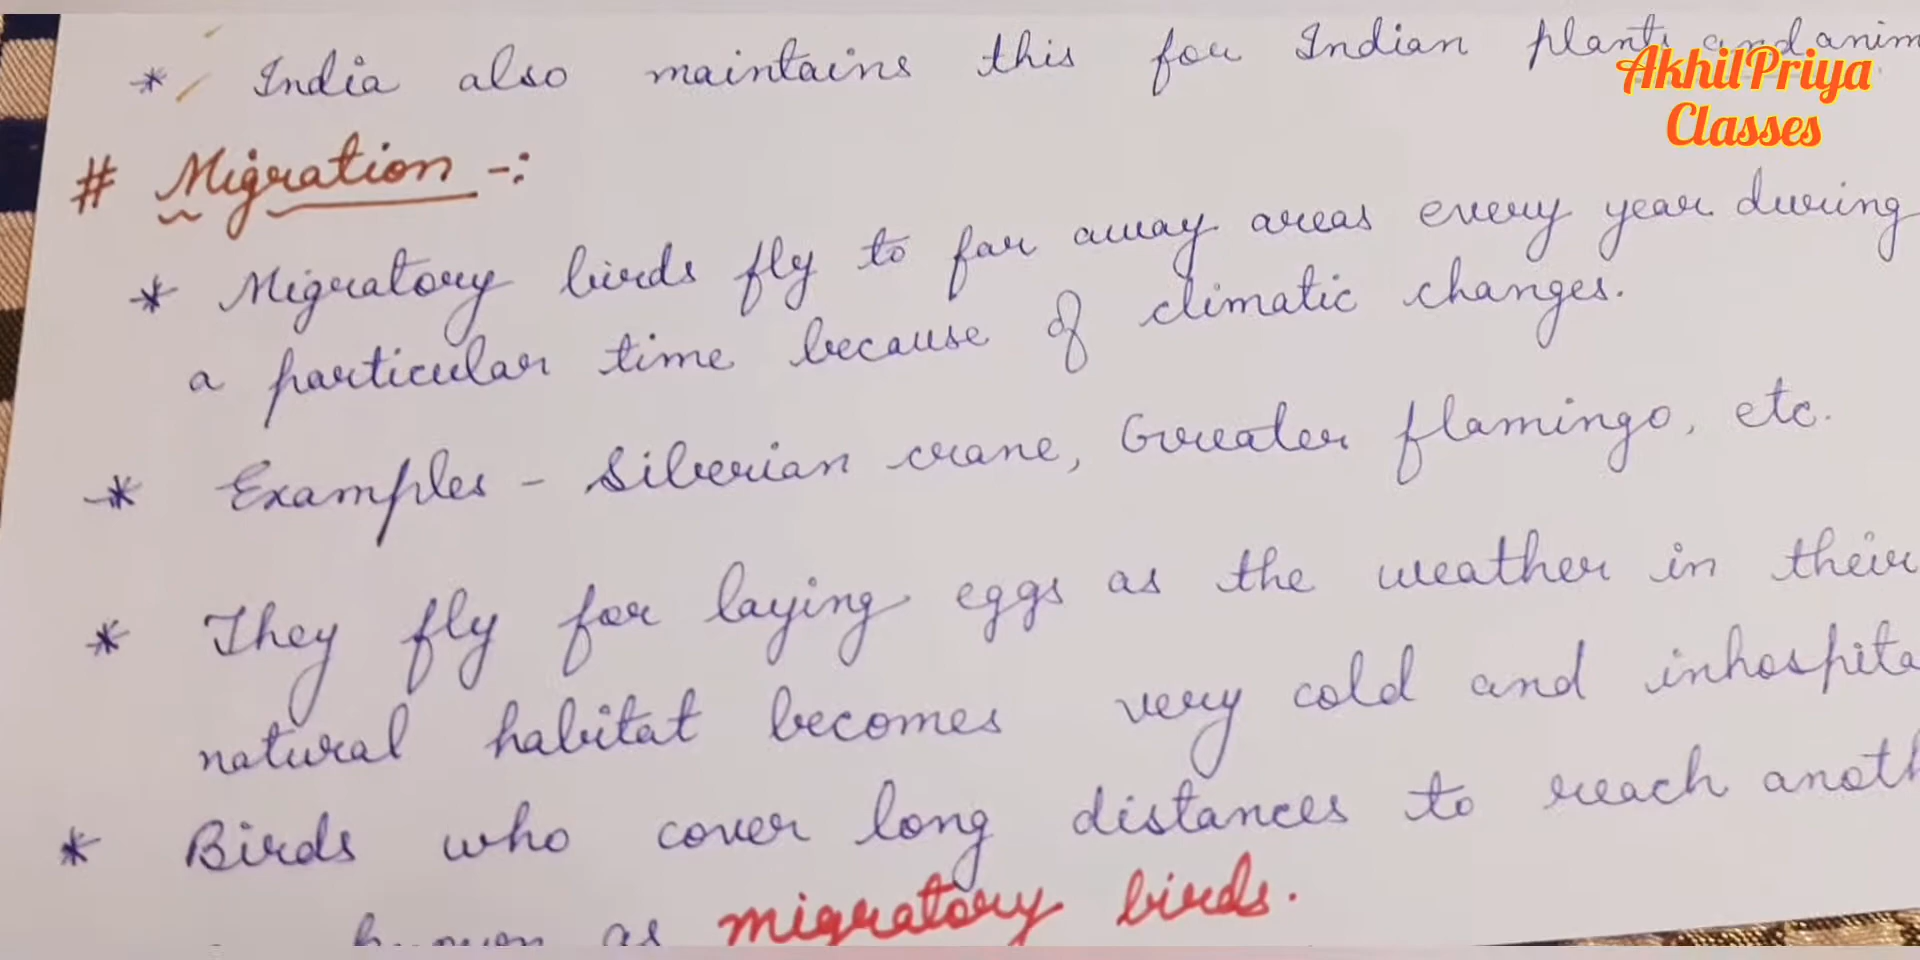 * India also maintains this for Indian plants and anim
AkhilPriya
Classes
# Migration -:
* Migratory birds fly to far away areas every year during
a particular time because of climatic changes.
* Examples - Siberian crane, Greater flamingo, etc.
* They fly for laying eggs as the weather in their
natural habitat becomes very cold and inhospita
* Birds who cover long distances to reach anoth
known as migratory birds.